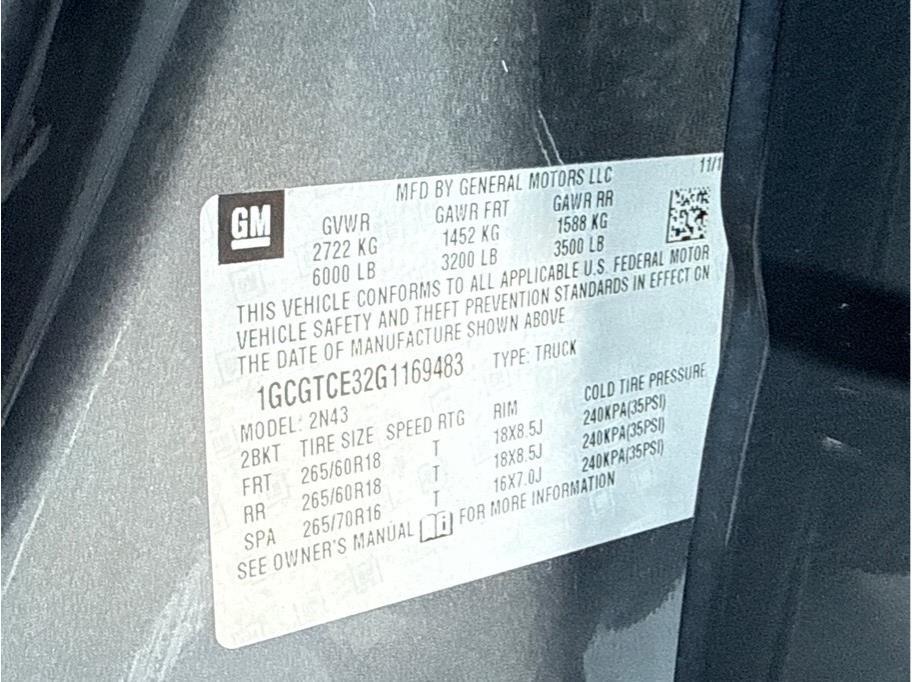 MFD BY GENERAL MOTORS LLC 11/1
GM
GVWR GAWR FRT GAWR RR
2722 KG 1452 KG 1588 KG
6000 LB 3200 LB 3500 LB
THIS VEHICLE CONFORMS TO ALL APPLICABLE U.S. FEDERAL MOTOR
VEHICLE SAFETY AND THEFT PREVENTION STANDARDS IN EFFECT ON
THE DATE OF MANUFACTURE SHOWN ABOVE
1GCGTCE32G1169483 TYPE: TRUCK
MODEL: 2N43
2BKT TIRE SIZE SPEED RTG RIM COLD TIRE PRESSURE
FRT 265/60R18 T 18X8.5J 240KPA(35PSI)
RR 265/60R18 T 18X8.5J 240KPA(35PSI)
SPA 265/70R16 T 16X7.0J 240KPA(35PSI)
SEE OWNER'S MANUAL FOR MORE INFORMATION